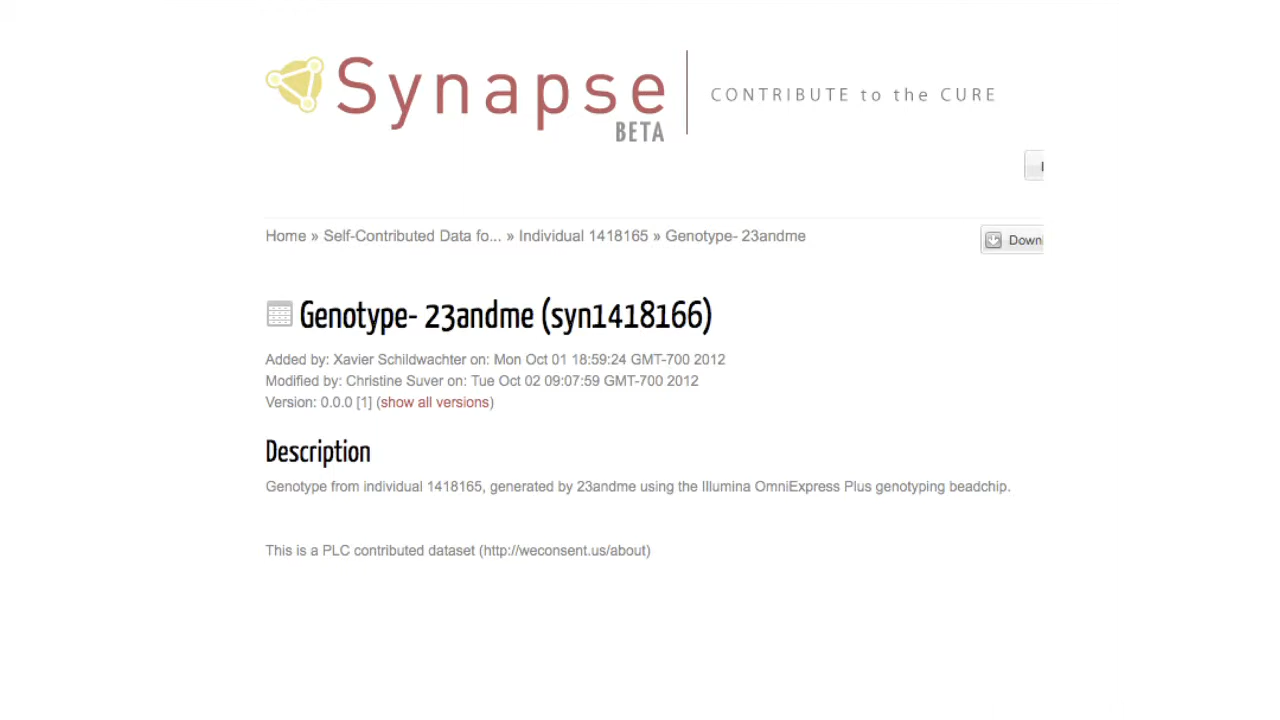 Synapse
BETA
CONTRIBUTE to the CURE
Home » Self-Contributed Data fo... » Individual 1418165 » Genotype- 23andme
Genotype- 23andme (syn1418166)
Added by: Xavier Schildwachter on: Mon Oct 01 18:59:24 GMT-700 2012
Modified by: Christine Suver on: Tue Oct 02 09:07:59 GMT-700 2012
Version: 0.0.0 [1] (show all versions)
Description
Genotype from individual 1418165, generated by 23andme using the Illumina OmniExpress Plus genotyping beadchip.
This is a PLC contributed dataset (http://weconsent.us/about)